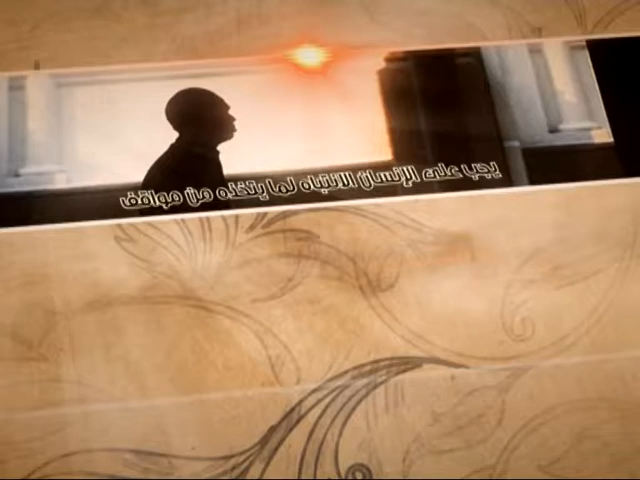 يجب على الإنسان الانتباه لما يتخذه من مواقف